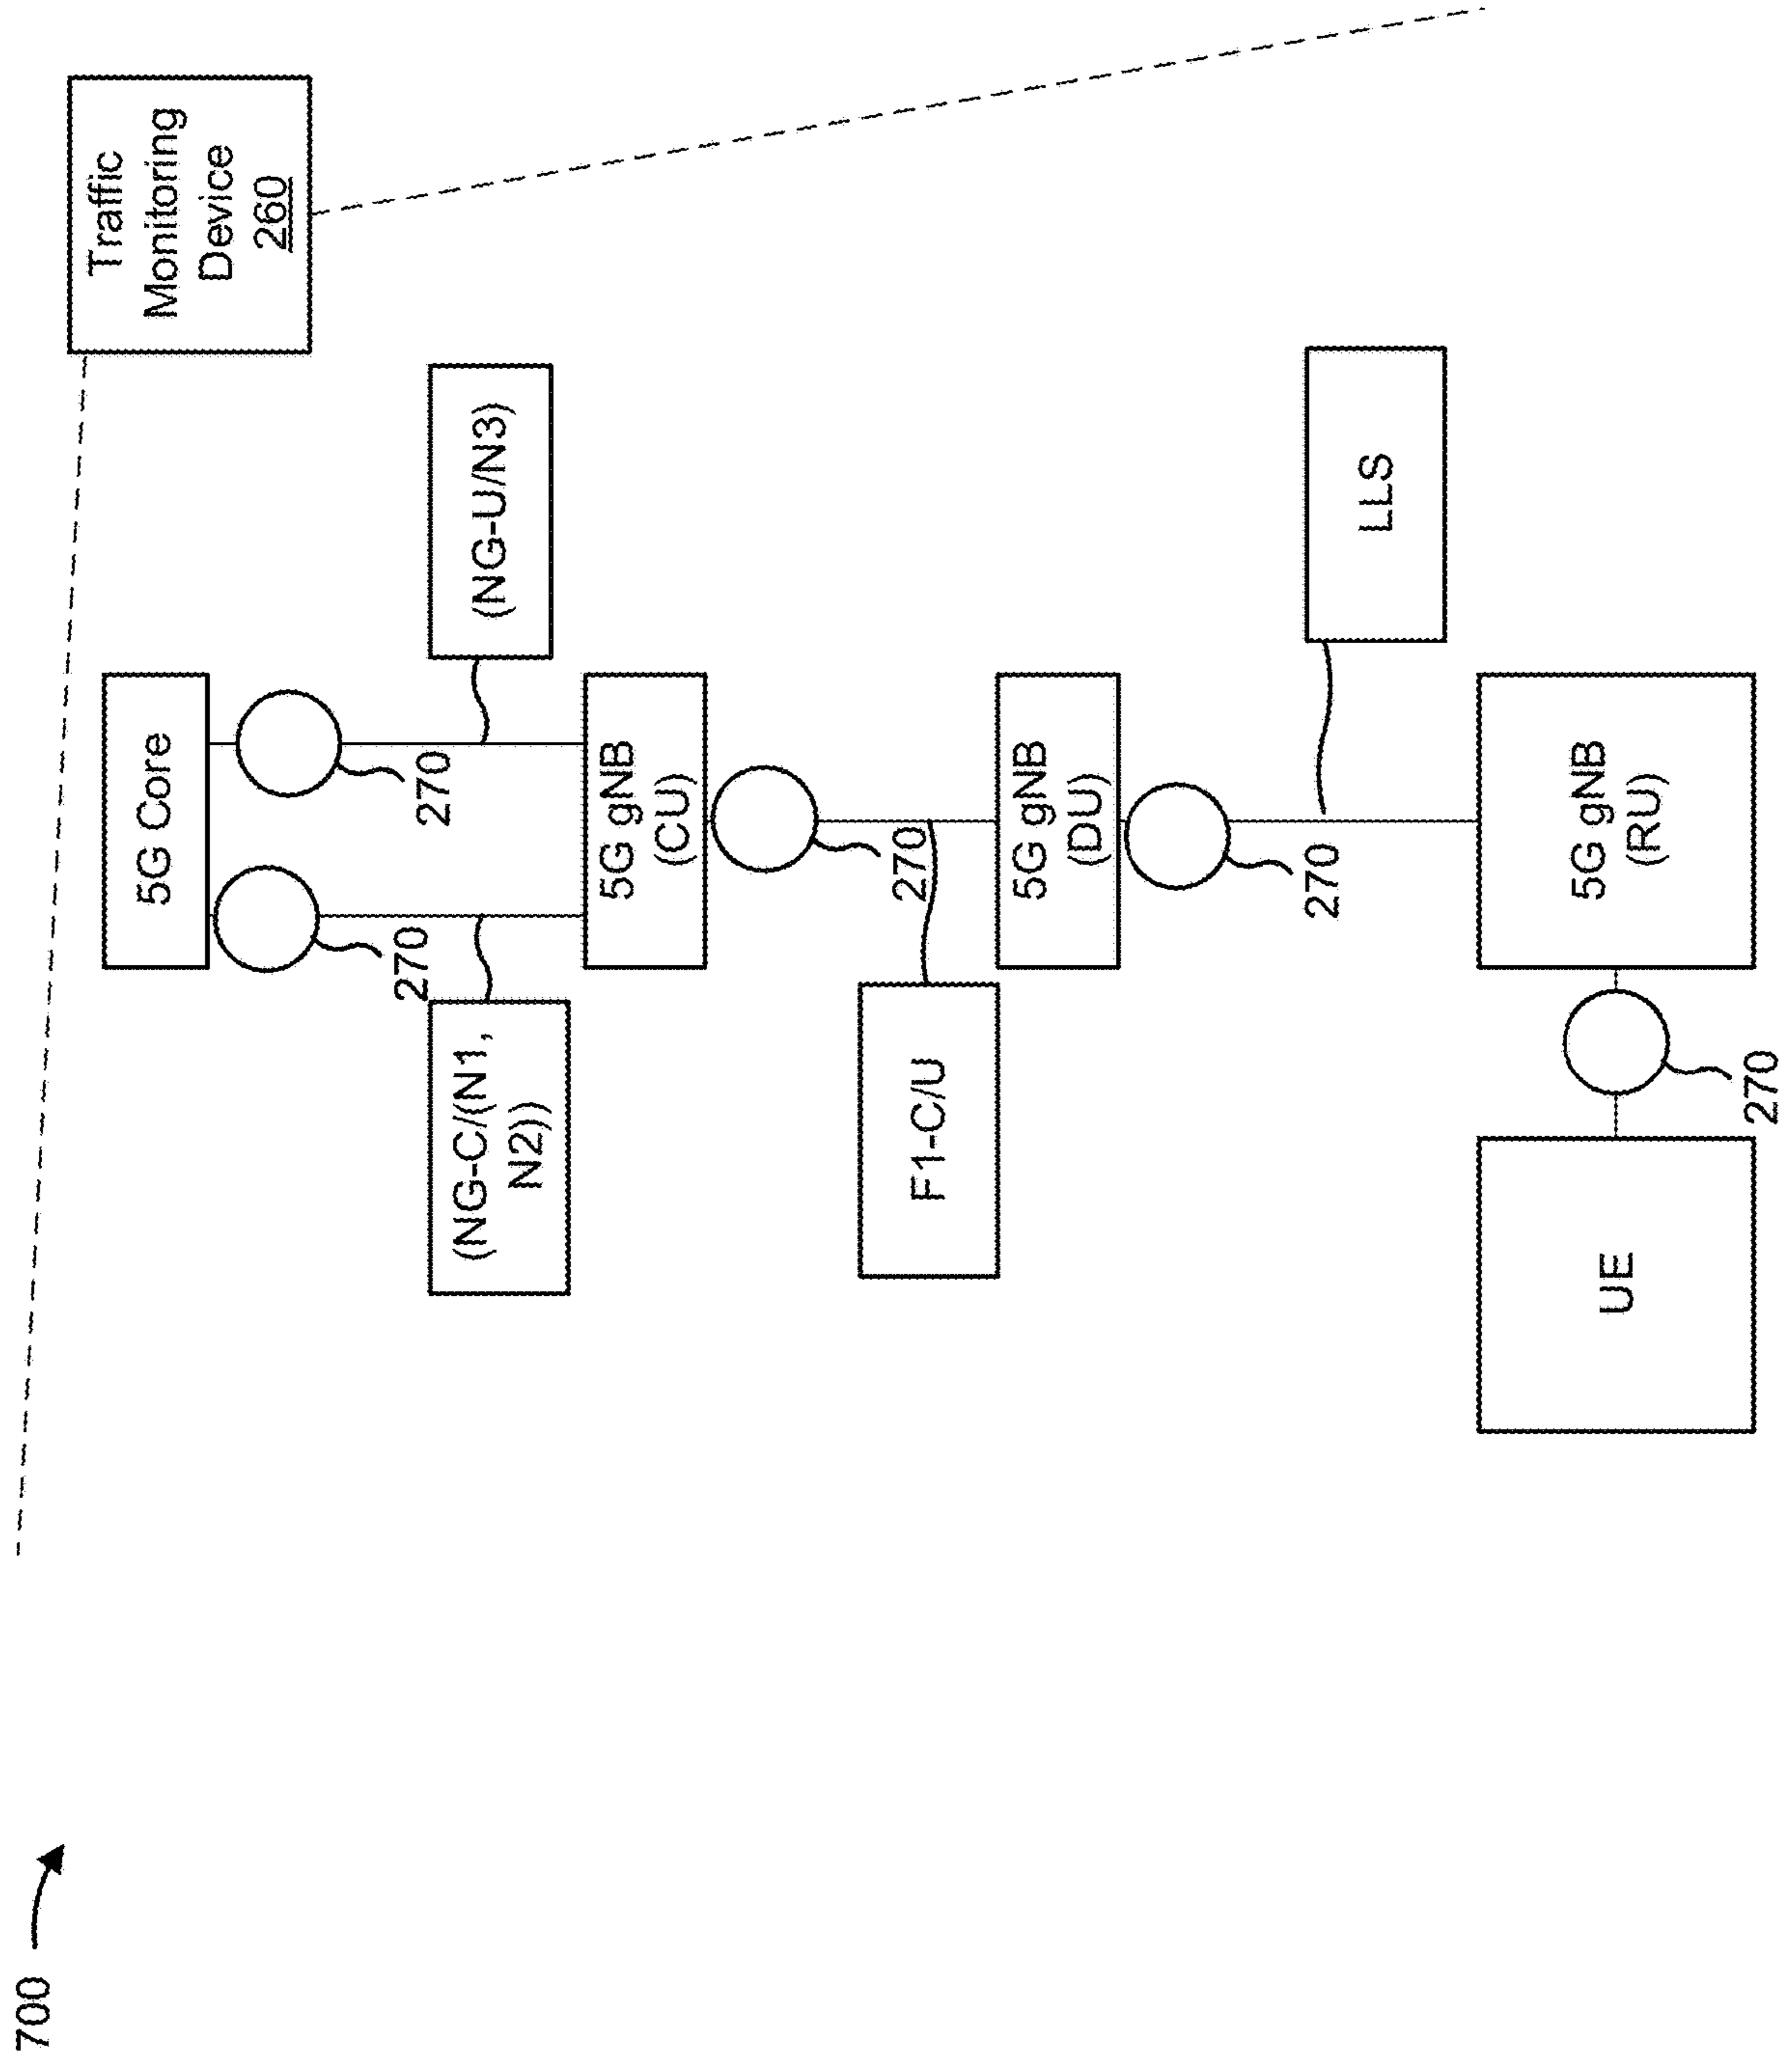 700
Traffic
Monitoring
Device
260
5G Core
270
270
(NG-U/N3)
(NG-C/(N1,
N2))
5G gNB
(CU)
270
F1-C/U
5G gNB
(DU)
270
LLS
5G gNB
(RU)
270
UE